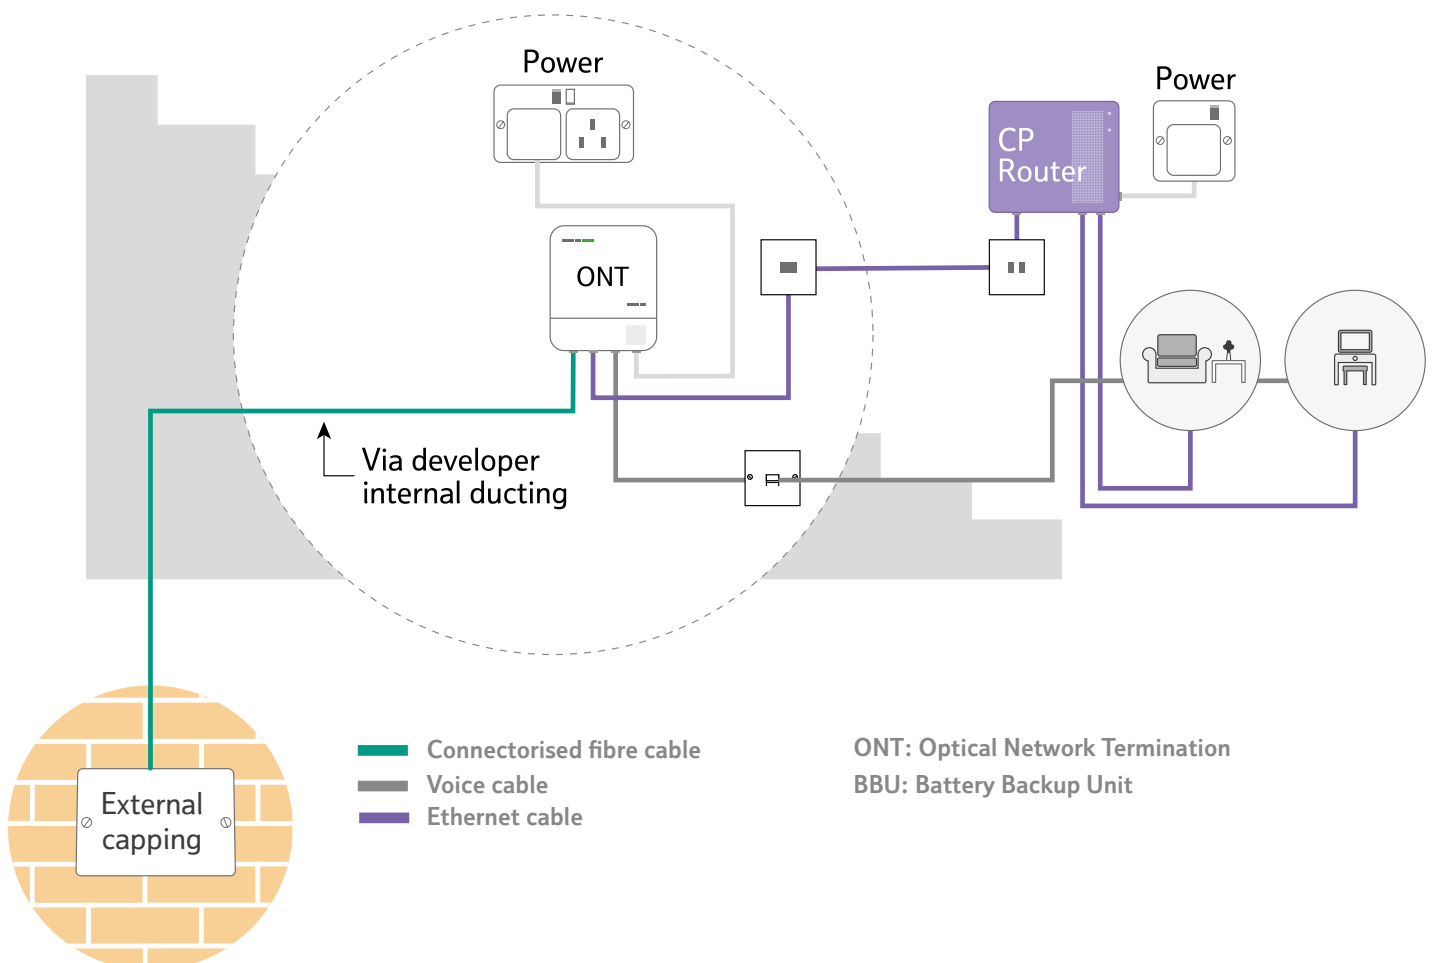 Power
Power
CP
Router
ONT
Via developer
internal ducting
External
capping
Connectorised fibre cable
Voice cable
Ethernet cable
ONT: Optical Network Termination
BBU: Battery Backup Unit